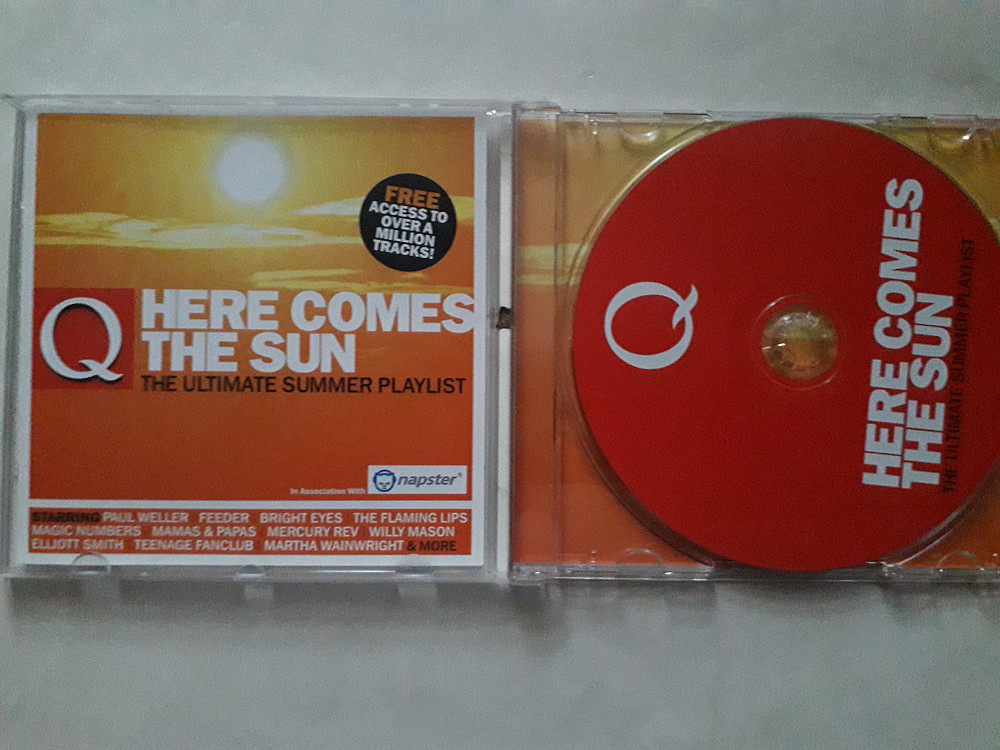 FREE
ACCESS TO
OVER A
MILLION
TRACKS!
Q
HERE COMES
THE SUN
THE ULTIMATE SUMMER PLAYLIST
In Association With napster®
STARRING PAUL WELLER FEEDER BRIGHT EYES THE FLAMING LIPS
MAGIC NUMBERS MAMAS & PAPAS MERCURY REV WILLY MASON
ELLIOTT SMITH TEENAGE FANCLUB MARTHA WAINWRIGHT & MORE
Q
HERE COMES
THE SUN
THE ULTIMATE SUMMER PLAYLIST